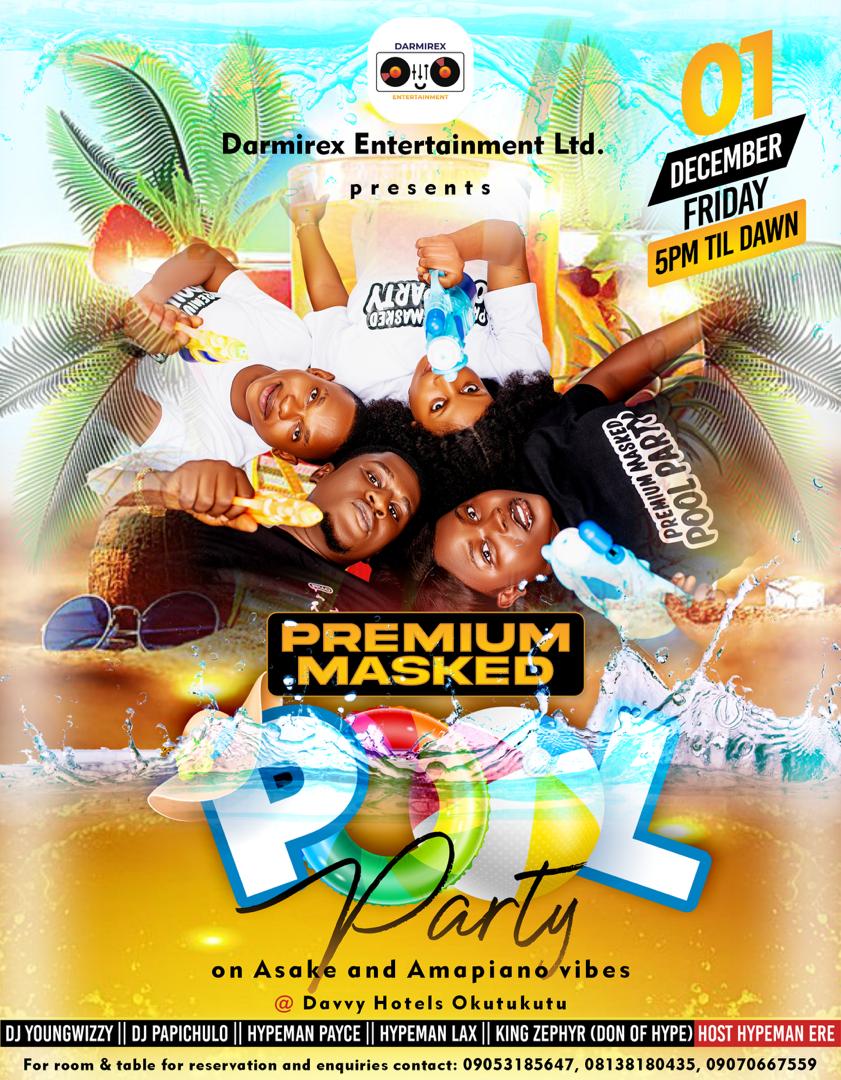 DARMIREX
ENTERTAINMENT
Darmirex Entertainment Ltd.
presents
01
DECEMBER
FRIDAY
5PM TIL DAWN
PREMIUM MASKED
POOL PARTY
PREMIUM MASKED
POOL PARTY
PREMIUM
MASKED
POOL
Party
on Asake and Amapiano vibes
@ Davvy Hotels Okutukutu
DJ YOUNGWIZZY || DJ PAPICHULO || HYPEMAN PAYCE || HYPEMAN LAX || KING ZEPHYR (DON OF HYPE) HOST HYPEMAN ERE
For room & table for reservation and enquiries contact: 09053185647, 08138180435, 09070667559